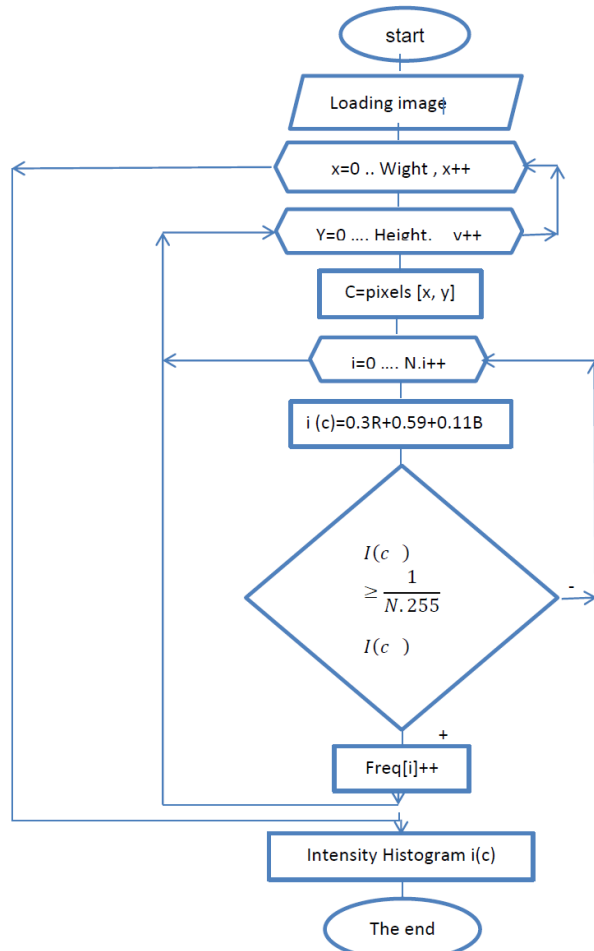 start
Loading image
x=0 .. Wight , x++
Y=0 .... Height, y++
C=pixels [x, y]
i=0 .... N,i++
i (c)=0.3R+0.59+0.11B
I(c )
≥ 1/N.255
I(c )
-
+
Freq[i]++
Intensity Histogram i(c)
The end